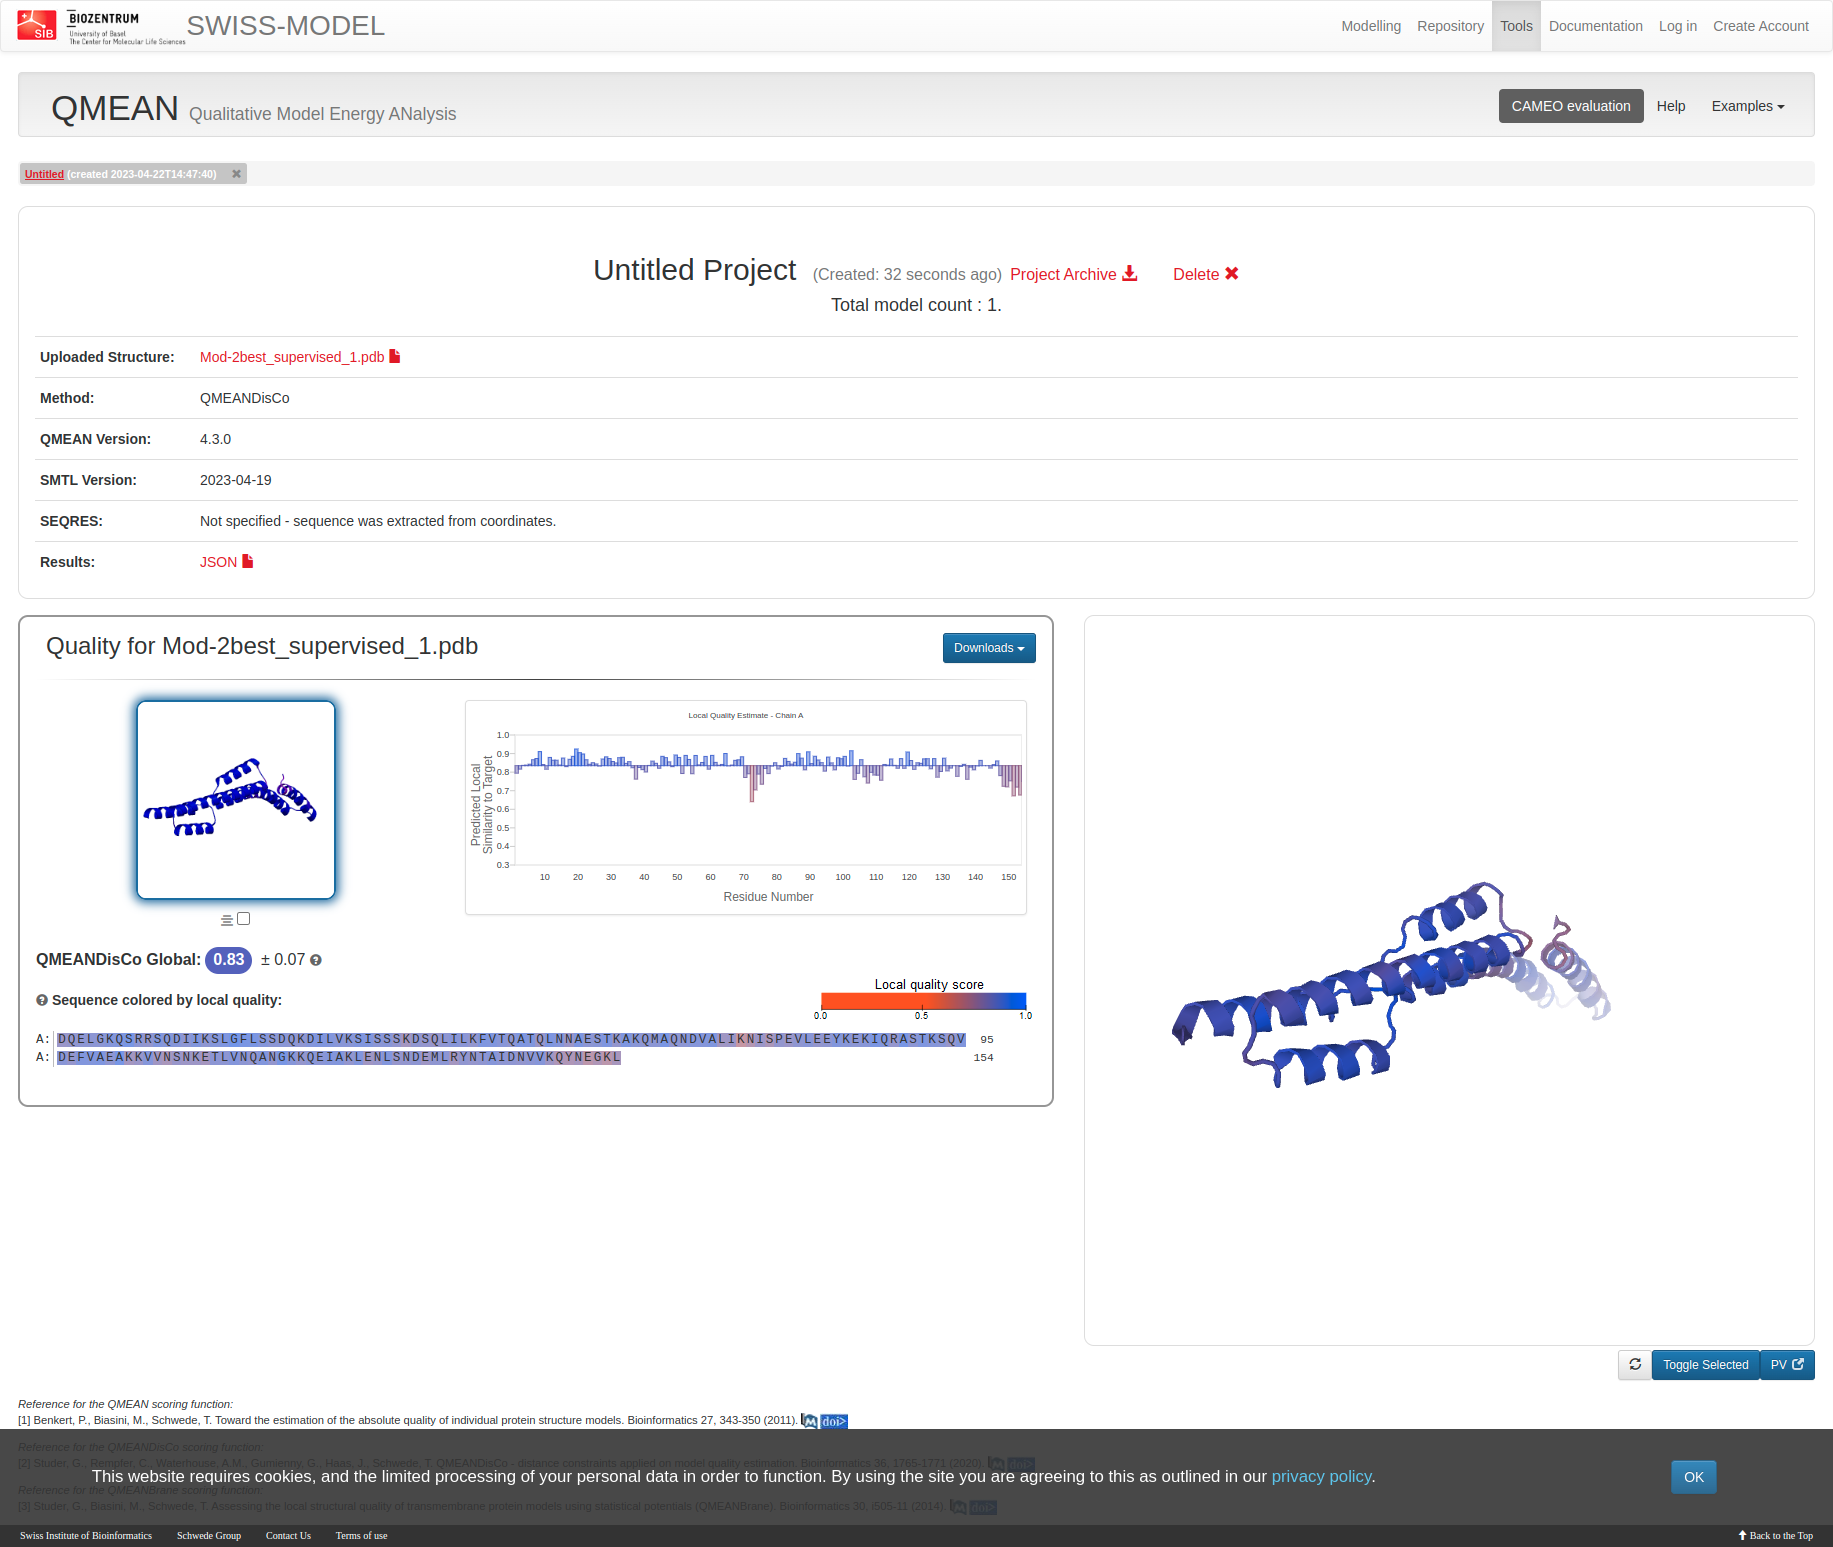 SIB
BIOZENTRUM
University of Basel
The Center for Molecular Life Sciences
SWISS-MODEL
Modelling Repository Tools Documentation Log in Create Account
QMEAN Qualitative Model Energy ANalysis
CAMEO evaluation Help Examples
Untitled (created 2023-04-22T14:47:40)
Untitled Project (Created: 32 seconds ago) Project Archive Delete
Total model count : 1.
Uploaded Structure: Mod-2best_supervised_1.pdb
Method: QMEANDisCo
QMEAN Version: 4.3.0
SMTL Version: 2023-04-19
SEQRES: Not specified - sequence was extracted from coordinates.
Results: JSON
Quality for Mod-2best_supervised_1.pdb
Downloads
Local Quality Estimate - Chain A
Predicted Local
Similarity to Target
1.0
0.9
0.8
0.7
0.6
0.5
0.4
0.3
10 20 30 40 50 60 70 80 90 100 110 120 130 140 150
Residue Number
QMEANDisCo Global: 0.83 ± 0.07
Sequence colored by local quality:
Local quality score
0.0 0.5 1.0
A: DQELGKQSRRSQDIIKSLGFLSSDQKDILVKSISSSKDSQLILKFVTQATQLNNAESTKAKQMAQNDVALIKNISPEVLEEYKEKIQRASTKSQV 95
A: DEFVAEAKKVVNSNKETLVNQANGKKQEIAKLENLSNDEMLRYNTAIDNVVKQYNEGKL 154
Toggle Selected
PV
Reference for the QMEAN scoring function:
[1] Benkert, P., Biasini, M., Schwede, T. Toward the estimation of the absolute quality of individual protein structure models. Bioinformatics 27, 343-350 (2011). M doi>
Reference for the QMEANDisCo scoring function:
[2] Studer, G., Rempfer, C., Waterhouse, A.M., Gumienny, G., Haas, J., Schwede, T. QMEANDisCo - distance constraints applied on model quality estimation. Bioinformatics 36, 1765-1771 (2020). M doi>
This website requires cookies, and the limited processing of your personal data in order to function. By using the site you are agreeing to this as outlined in our privacy policy.
OK
Reference for the QMEANBrane scoring function:
[3] Studer, G., Biasini, M., Schwede, T. Assessing the local structural quality of transmembrane protein models using statistical potentials (QMEANBrane). Bioinformatics 30, i505-11 (2014). M doi>
Swiss Institute of Bioinformatics Schwede Group Contact Us Terms of use
Back to the Top